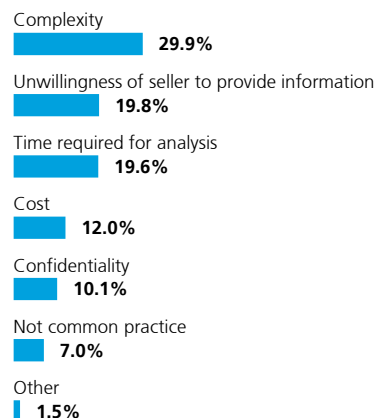 Complexity
29.9%
Unwillingness of seller to provide information
19.8%
Time required for analysis
19.6%
Cost
12.0%
Confidentiality
10.1%
Not common practice
7.0%
Other
1.5%